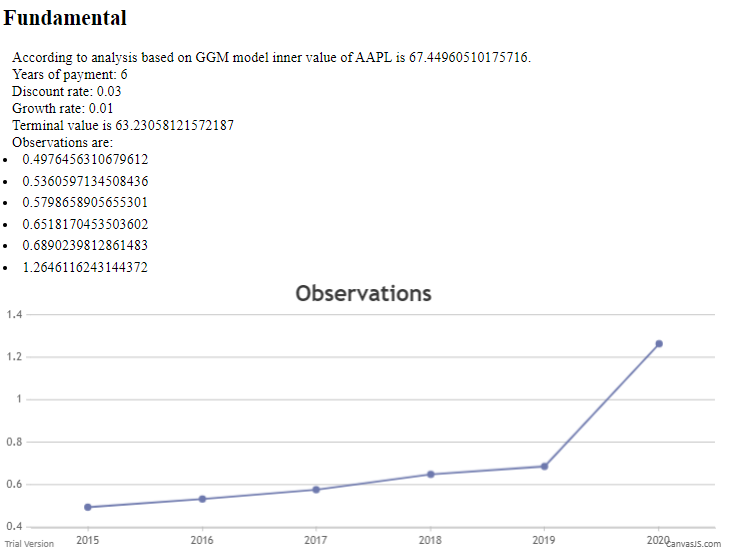 Fundamental
According to analysis based on GGM model inner value of AAPL is 67.44960510175716.
Years of payment: 6
Discount rate: 0.03
Growth rate: 0.01
Terminal value is 63.23058121572187
Observations are:
• 0.4976456310679612
• 0.5360597134508436
• 0.5798658905655301
• 0.6518170453503602
• 0.6890239812861483
• 1.2646116243144372
Observations
1.4
1.2
1
0.8
0.6
0.4
2015 2016 2017 2018 2019 2020
Trial Version CanvasJS.com